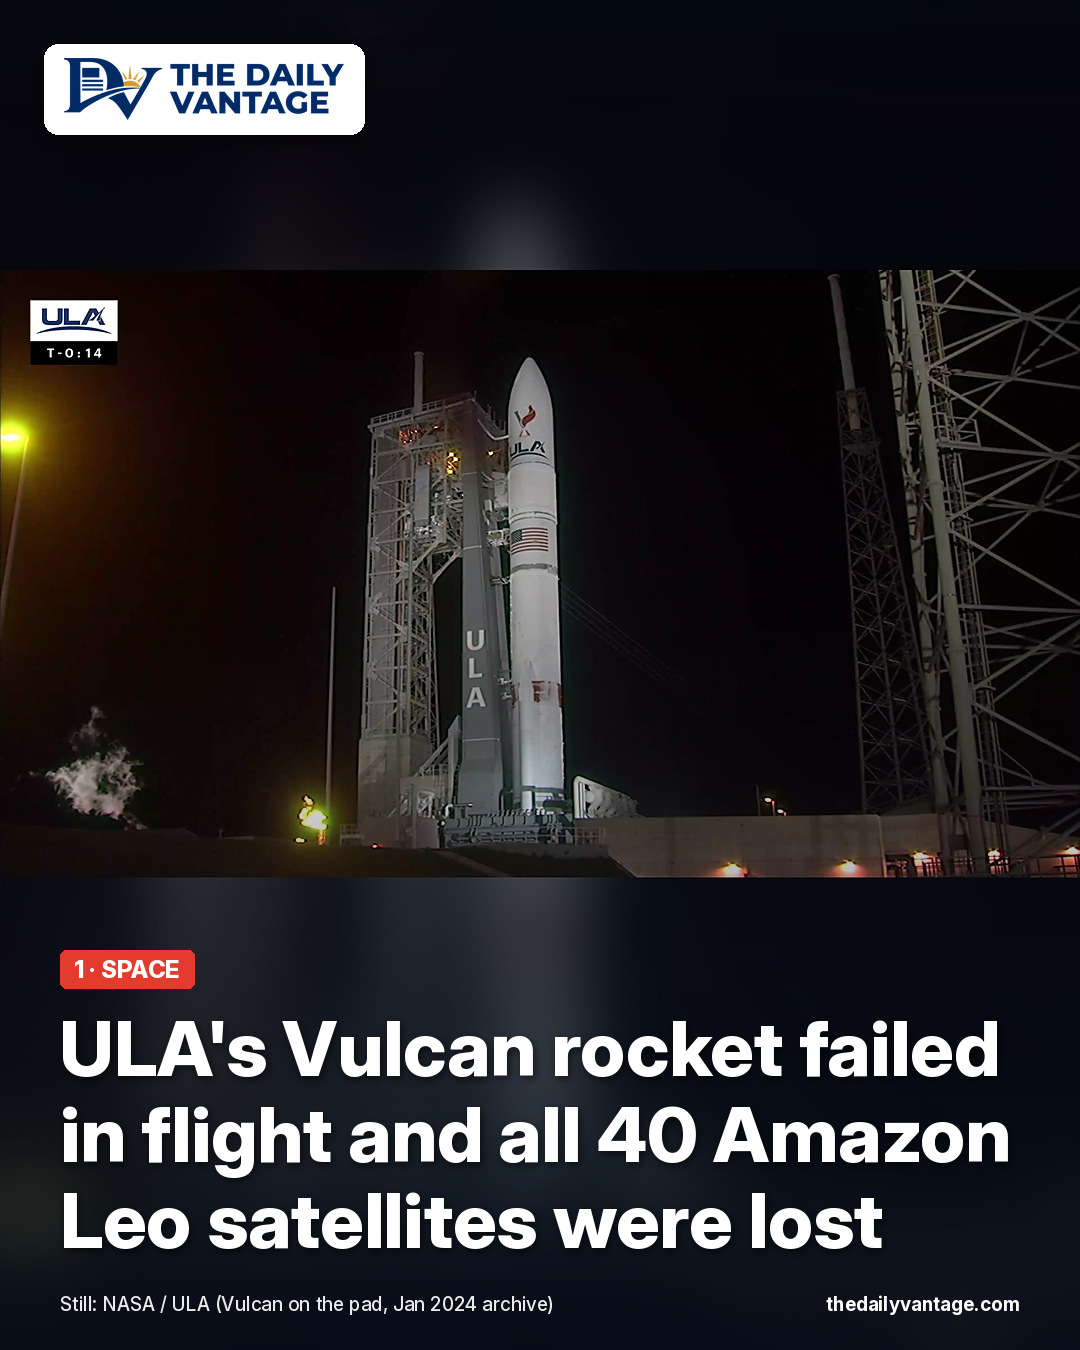 THE DAILY
VANTAGE
ULA
T-0:14
ULA
U
L
A
1 · SPACE
ULA's Vulcan rocket failed
in flight and all 40 Amazon
Leo satellites were lost
Still: NASA / ULA (Vulcan on the pad, Jan 2024 archive)
thedailyvantage.com